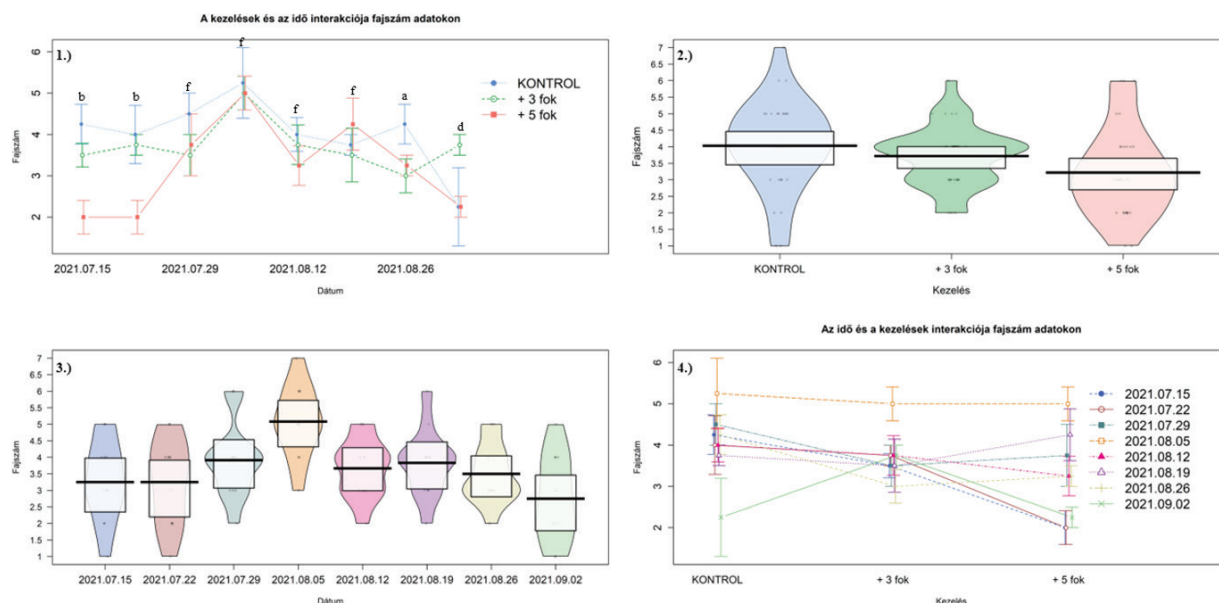 A kezelések és az idő interakciója fajszám adatokon
1.)
6
5
4
3
2
Fajszám
b
b
f
f
f
f
a
d
KONTROL
+ 3 fok
+ 5 fok
2021.07.15
2021.07.29
2021.08.12
2021.08.26
Dátum
2.)
7
6.5
6
5.5
5
4.5
4
3.5
3
2.5
2
1.5
1
Fajszám
KONTROL
+ 3 fok
+ 5 fok
Kezelés
3.)
7
6.5
6
5.5
5
4.5
4
3.5
3
2.5
2
1.5
1
Fajszám
2021.07.15
2021.07.22
2021.07.29
2021.08.05
2021.08.12
2021.08.19
2021.08.26
2021.09.02
Dátum
Az idő és a kezelések interakciója fajszám adatokon
4.)
6
5
4
3
2
Fajszám
2021.07.15
2021.07.22
2021.07.29
2021.08.05
2021.08.12
2021.08.19
2021.08.26
2021.09.02
KONTROL
+ 3 fok
+ 5 fok
Kezelés